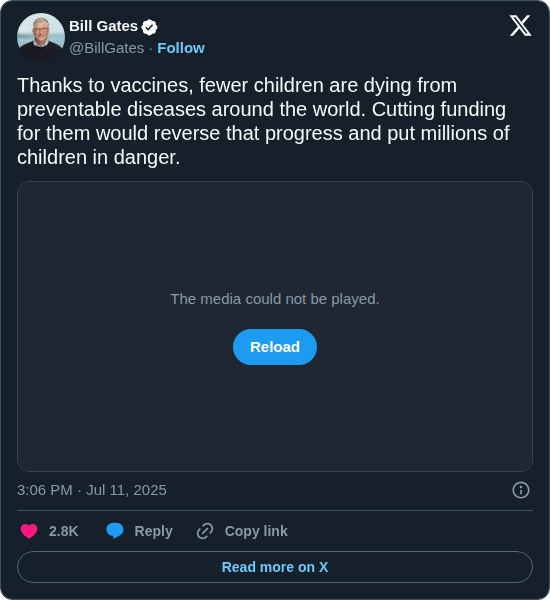 Bill Gates
@BillGates · Follow
Thanks to vaccines, fewer children are dying from
preventable diseases around the world. Cutting funding
for them would reverse that progress and put millions of
children in danger.
The media could not be played.
Reload
3:06 PM · Jul 11, 2025
2.8K Reply Copy link
Read more on X